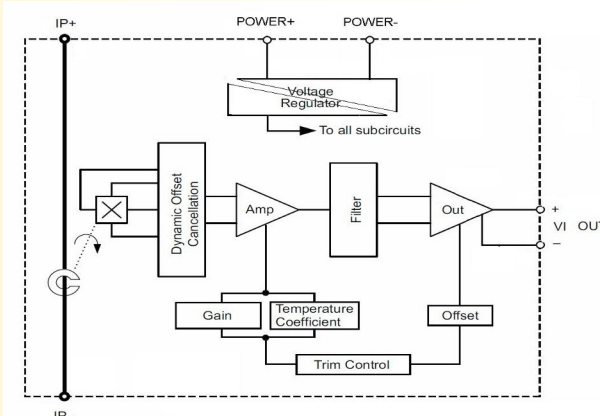 IP+
POWER+
POWER-
Voltage
Regulator
To all subcircuits
Dynamic Offset
Cancellation
Amp
Filter
Out
+
VI OUT
–
Gain
Temperature
Coefficient
Offset
Trim Control